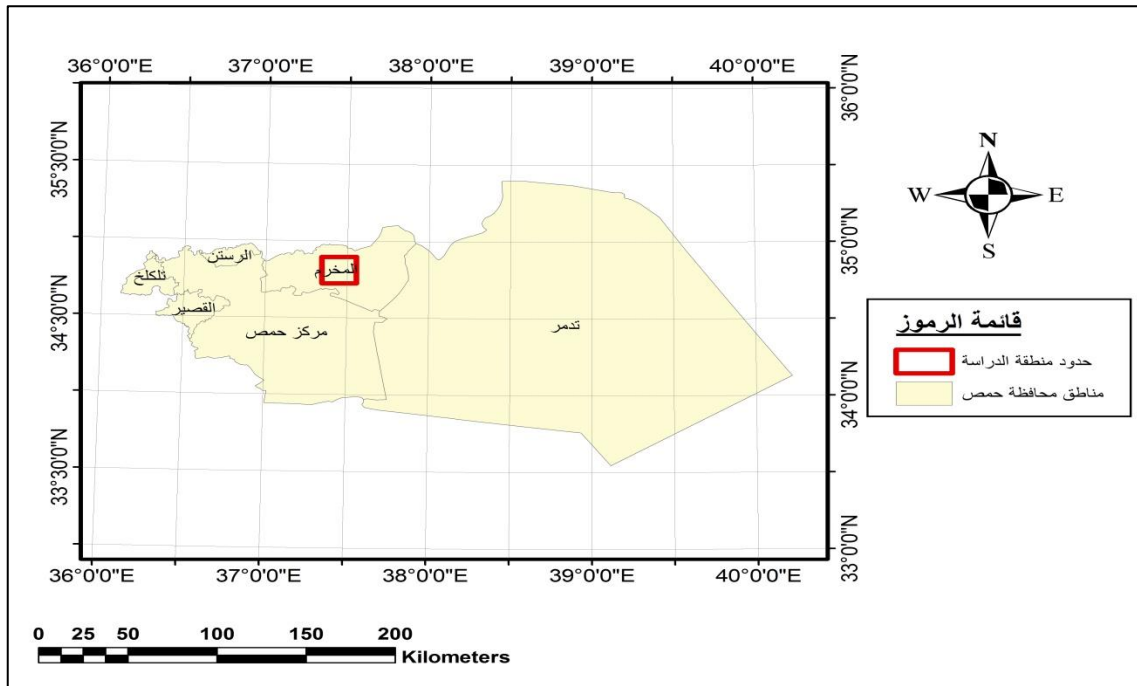 36°0'0"E 37°0'0"E 38°0'0"E 39°0'0"E 40°0'0"E
36°0'0"N
35°30'0"N
35°0'0"N
34°30'0"N
34°0'0"N
33°30'0"N
33°0'0"N
الرستن
المخرم
تلكلخ
القصير
مركز حمص
تدمر
36°0'0"E 37°0'0"E 38°0'0"E 39°0'0"E 40°0'0"E
N
W E
S
قائمة الرموز
حدود منطقة الدراسة
مناطق محافظة حمص
0 25 50 100 150 200
Kilometers